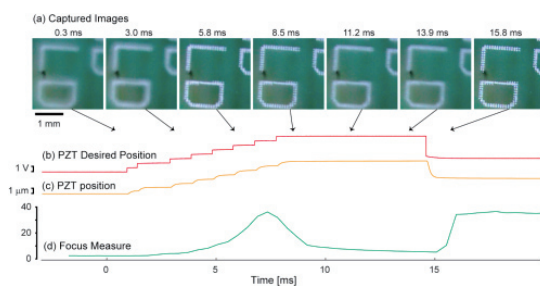 (a) Captured Images
0.3 ms 3.0 ms 5.8 ms 8.5 ms 11.2 ms 13.9 ms 15.8 ms
1 mm
(b) PZT Desired Position
1 V
(c) PZT position
1 μm
40
20
(d) Focus Measure
0
0 5 10 15
Time [ms]